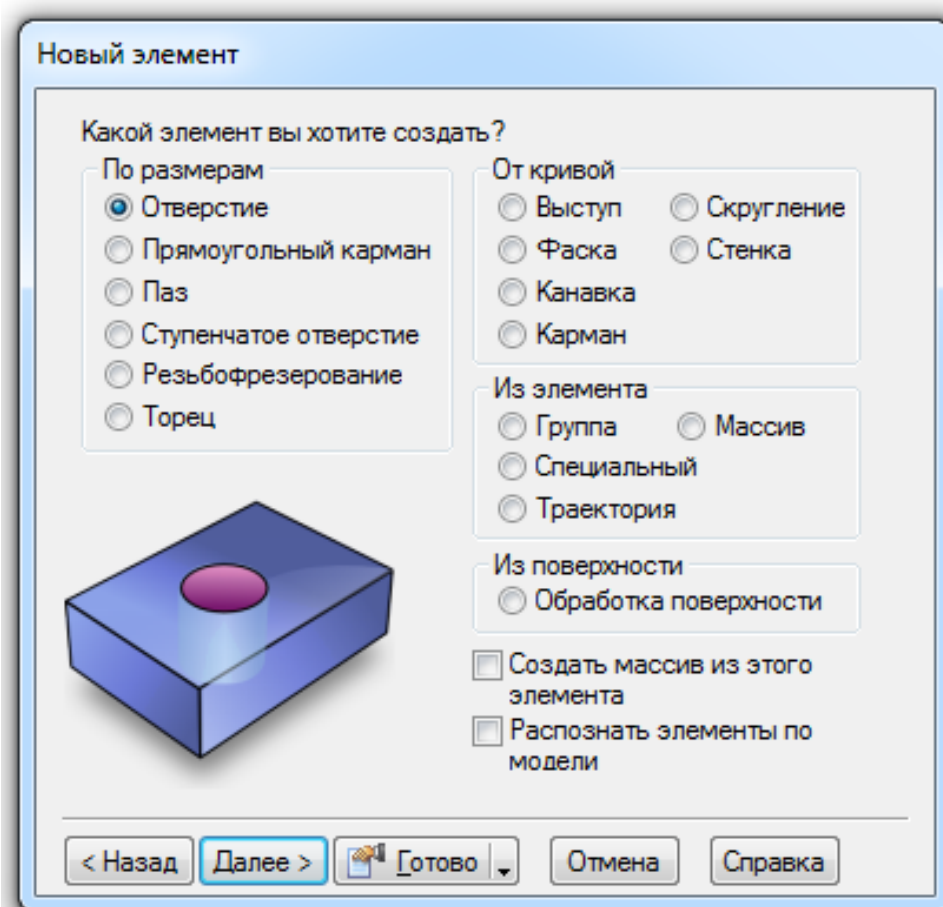 Новый элемент
Какой элемент вы хотите создать?
По размерам
Отверстие
Прямоугольный карман
Паз
Ступенчатое отверстие
Резьбофрезерование
Торец
От кривой
Выступ
Скругление
Фаска
Стенка
Канавка
Карман
Из элемента
Группа
Массив
Специальный
Траектория
Из поверхности
Обработка поверхности
Создать массив из этого
элемента
Распознать элементы по
модели
< Назад
Далее >
Готово
Отмена
Справка